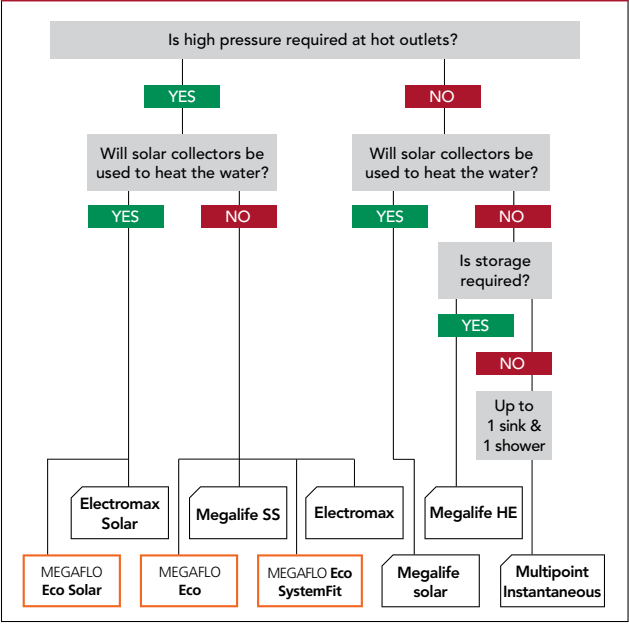 Is high pressure required at hot outlets?
YES
NO
Will solar collectors be
used to heat the water?
Will solar collectors be
used to heat the water?
YES
NO
YES
NO
Is storage
required?
YES
NO
Up to
1 sink &
1 shower
Electromax
Solar
Megalife SS
Electromax
Megalife HE
MEGAFLO
Eco Solar
MEGAFLO
Eco
MEGAFLO Eco
SystemFit
Megalife
solar
Multipoint
Instantaneous